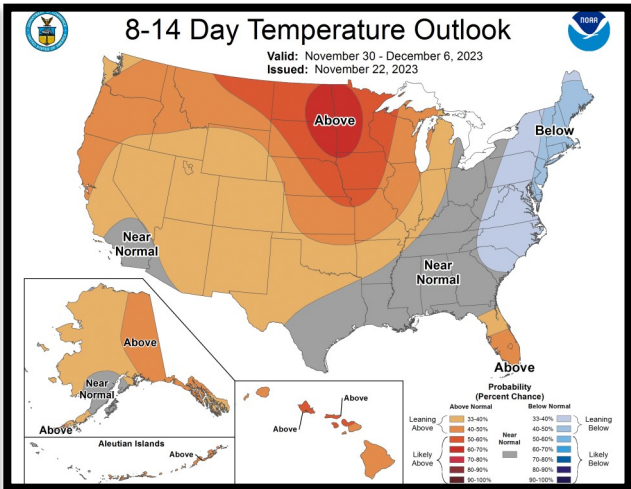 8-14 Day Temperature Outlook
NOAA
Valid: November 30 - December 6, 2023
Issued: November 22, 2023
Above
Below
Near
Normal
Near
Normal
Above
Above
Near
Normal
Above
Aleutian Islands
Above
Above
Above
Probability
(Percent Chance)
Above Normal
Below Normal
Leaning
Above
33-40%
40-50%
33-40%
40-50%
Leaning
Below
Near
Normal
Likely
Above
50-60%
60-70%
70-80%
80-90%
90-100%
50-60%
60-70%
70-80%
80-90%
90-100%
Likely
Below